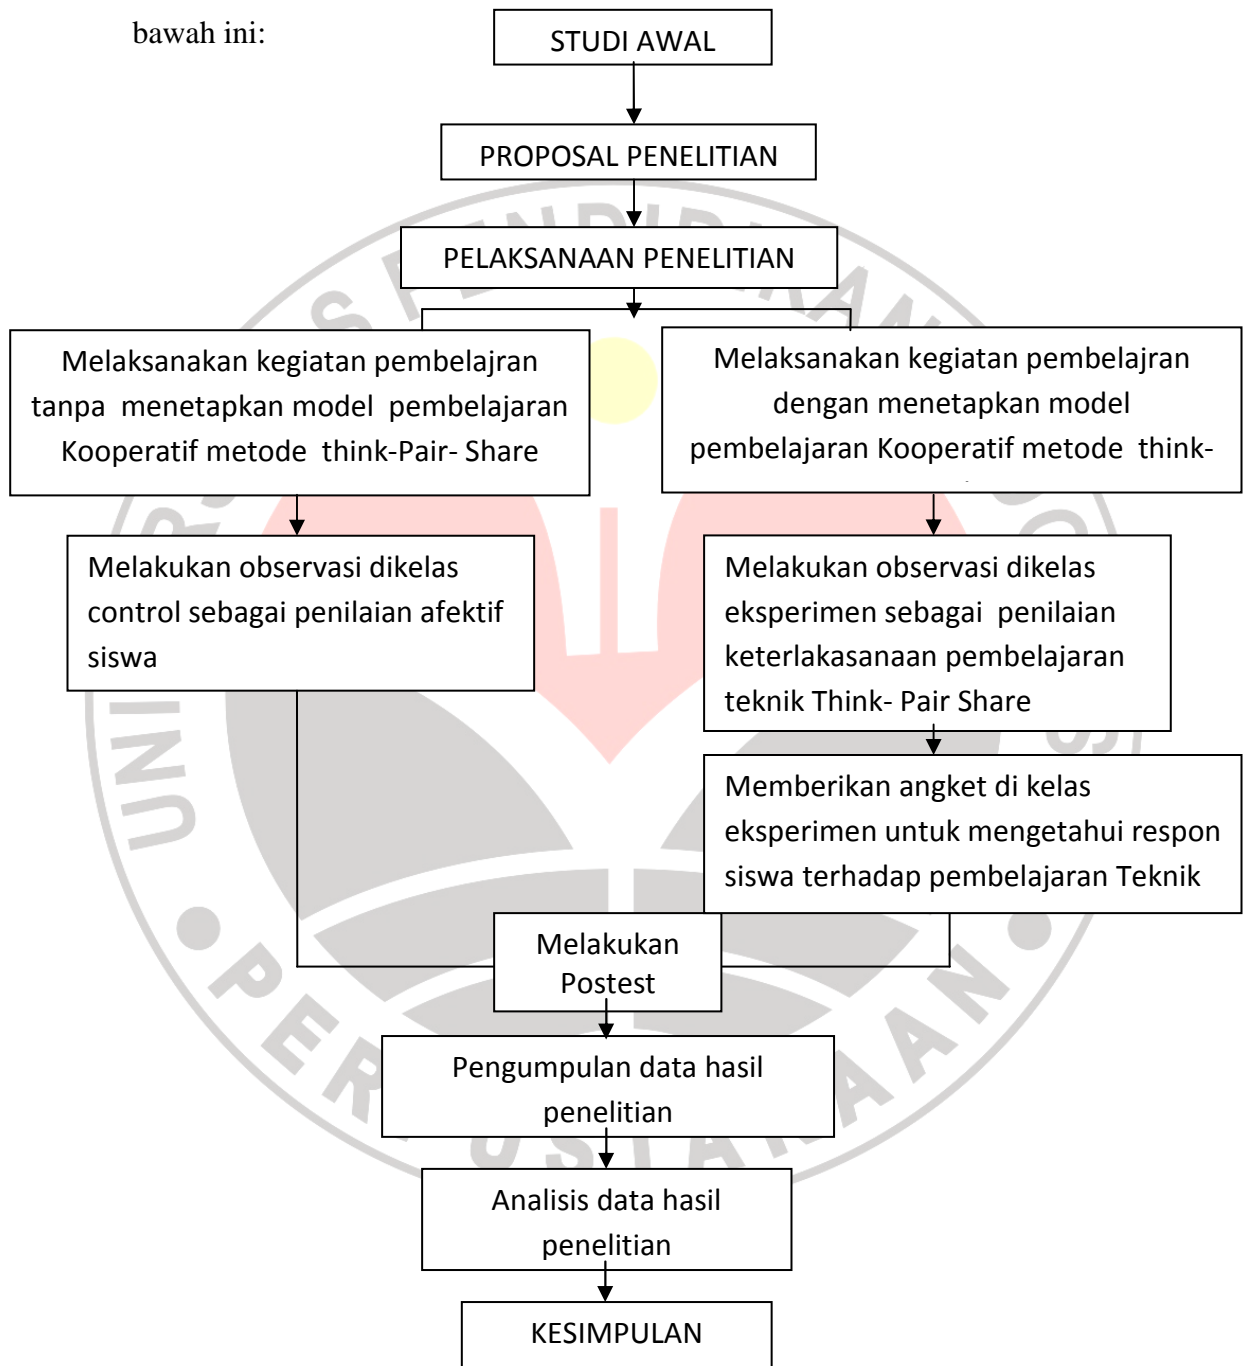 bawah ini:
STUDI AWAL
PROPOSAL PENELITIAN
PELAKSANAAN PENELITIAN
Melaksanakan kegiatan pembelajran
tanpa menetapkan model pembelajaran
Kooperatif metode think-Pair- Share
Melaksanakan kegiatan pembelajran
dengan menetapkan model
pembelajaran Kooperatif metode think-
Melakukan observasi dikelas
control sebagai penilaian afektif
siswa
Melakukan observasi dikelas
eksperimen sebagai penilaian
keterlakasanaan pembelajaran
teknik Think- Pair Share
Memberikan angket di kelas
eksperimen untuk mengetahui respon
siswa terhadap pembelajaran Teknik
Melakukan
Postest
Pengumpulan data hasil
penelitian
Analisis data hasil
penelitian
KESIMPULAN